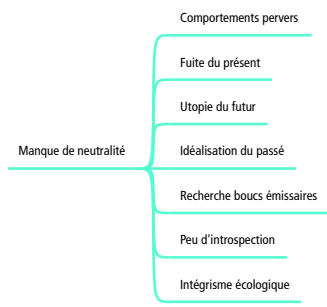 Comportements pervers
Fuite du présent
Utopie du futur
Manque de neutralité
Idéalisation du passé
Recherche boucs émissaires
Peu d'introspection
Intégrisme écologique